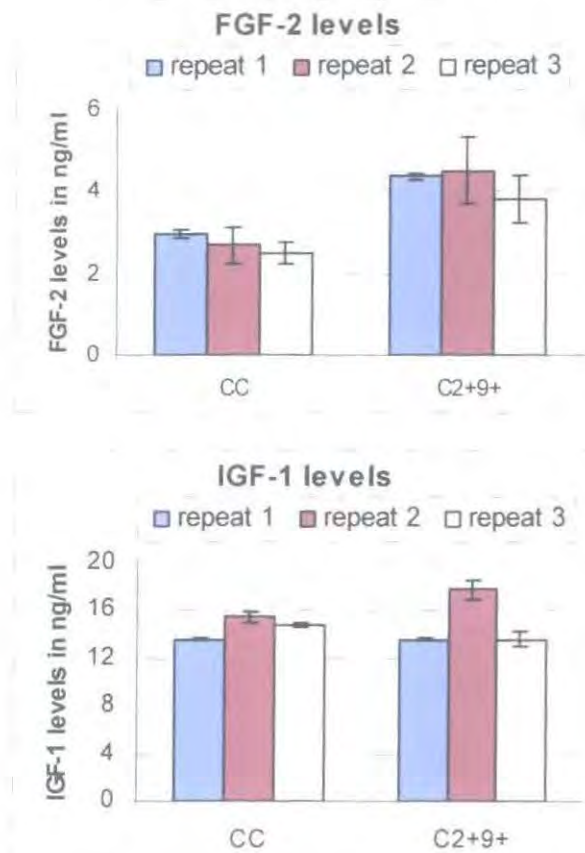 FGF-2 levels
repeat 1 repeat 2 repeat 3
FGF-2 levels in ng/ml
6
4
2
0
CC C2+9+
IGF-1 levels
repeat 1 repeat 2 repeat 3
IGF-1 levels in ng/ml
20
16
12
8
4
0
CC C2+9+